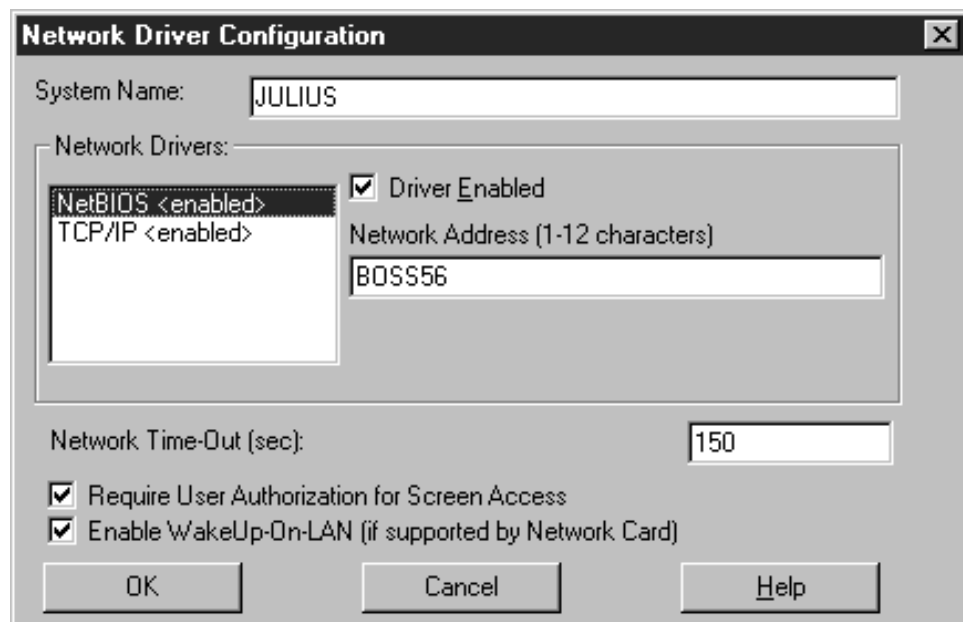 Network Driver Configuration
System Name: JULIUS
Network Drivers:
NetBIOS <enabled>
TCP/IP <enabled>
Driver Enabled
Network Address (1-12 characters)
BOSS56
Network Time-Out (sec): 150
Require User Authorization for Screen Access
Enable WakeUp-On-LAN (if supported by Network Card)
OK Cancel Help